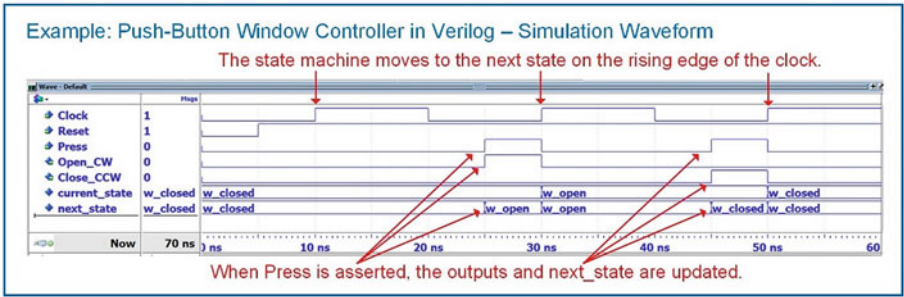 Example: Push-Button Window Controller in Verilog – Simulation Waveform
The state machine moves to the next state on the rising edge of the clock.
Wave - Default
Msgs
Clock 1
Reset 1
Press 0
Open_CW 0
Close_CCW 0
current_state w_closed w_closed w_open w_closed
next_state w_closed w_closed w_open w_open w_closed w_closed
Now 70 ns 0 ns 10 ns 20 ns 30 ns 40 ns 50 ns 60
When Press is asserted, the outputs and next_state are updated.